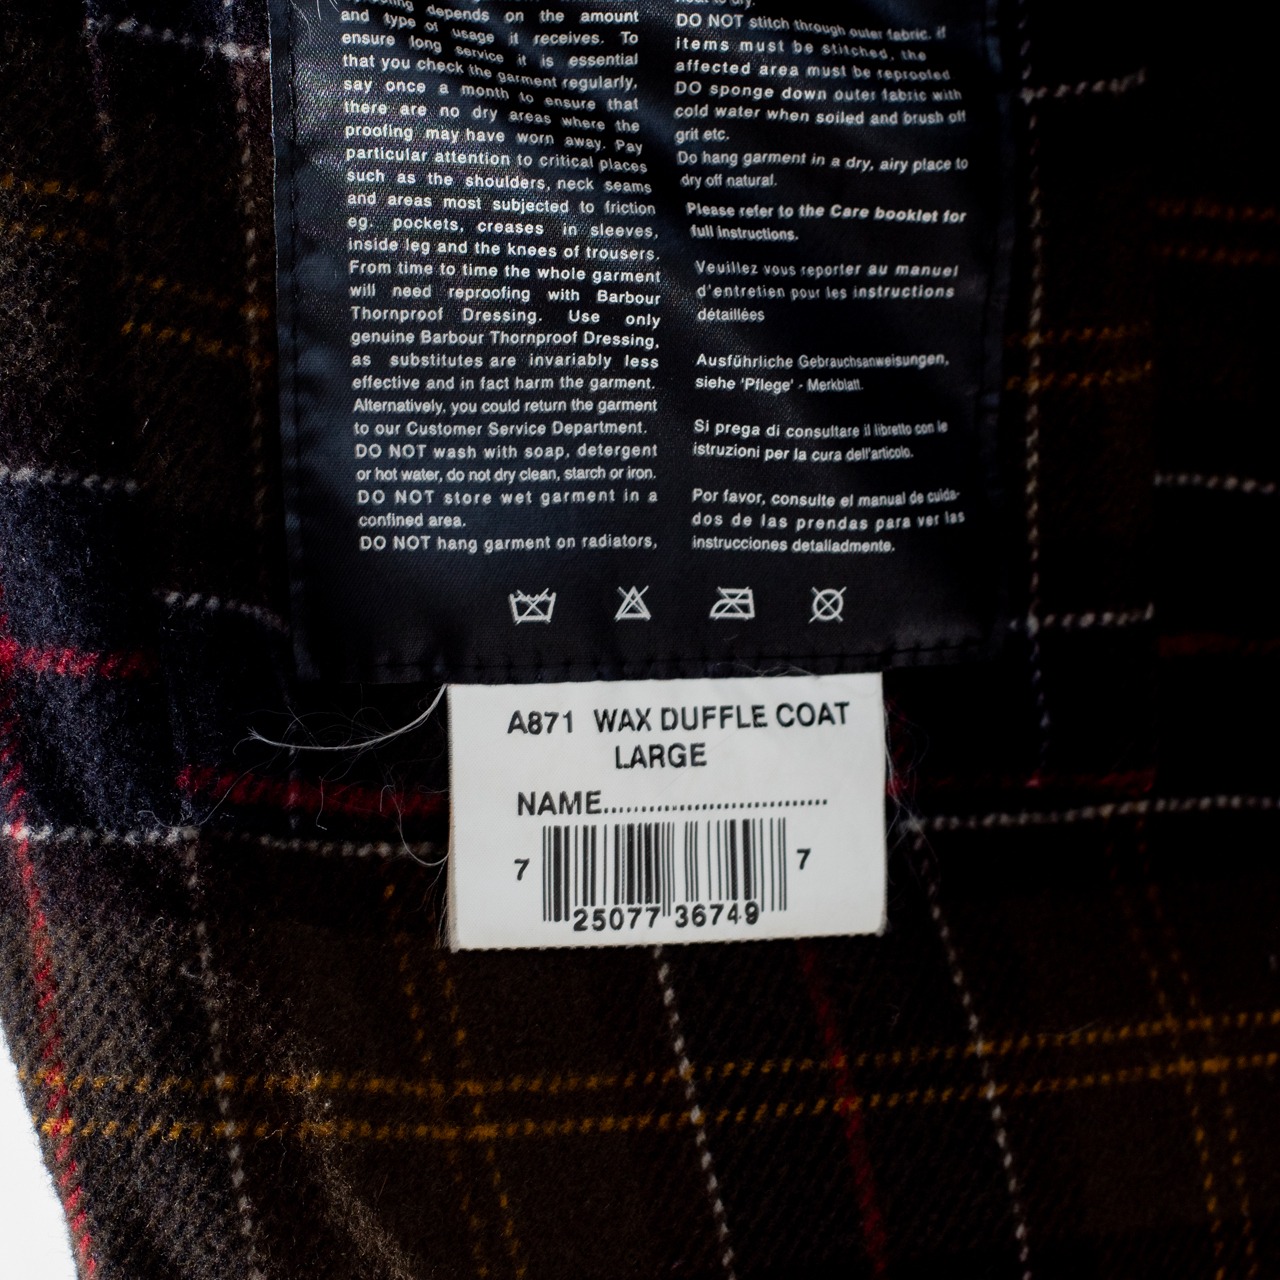 depends on the amount
and type of usage it receives. To
ensure long service it is essential
that you check the garment regularly,
say once a month to ensure that
there are no dry areas where the
proofing may have worn away. Pay
particular attention to critical places
such as the shoulders, neck seams
and areas most subjected to friction
eg. pockets, creases in sleeves,
inside leg and the knees of trousers.
From time to time the whole garment
will need reproofing with Barbour
Thornproof Dressing. Use only
genuine Barbour Thornproof Dressing,
as substitutes are invariably less
effective and in fact harm the garment.
Alternatively, you could return the garment
to our Customer Service Department.
DO NOT wash with soap, detergent
or hot water, do not dry clean, starch or iron.
DO NOT store wet garment in a
confined area.
DO NOT hang garment on radiators,
to dry.
DO NOT stitch through outer fabric. If
items must be stitched, the
affected area must be reproofed
DO sponge down outer fabric with
cold water when soiled and brush off
grit etc.
Do hang garment in a dry, airy place to
dry off natural.
Please refer to the Care booklet for
full instructions.
Veuillez vous reporter au manuel
d'entretien pour les instructions
détaillées
Ausführliche Gebrauchsanweisungen,
siehe 'Pflege' - Merkblatt.
Si prega di consultare il libretto con le
istruzioni per la cura dell'articolo.
Por favor, consulte el manual de cuida-
dos de las prendas para ver las
instrucciones detalladmente.
A871 WAX DUFFLE COAT
LARGE
NAME..............................
7 25077 36749 7